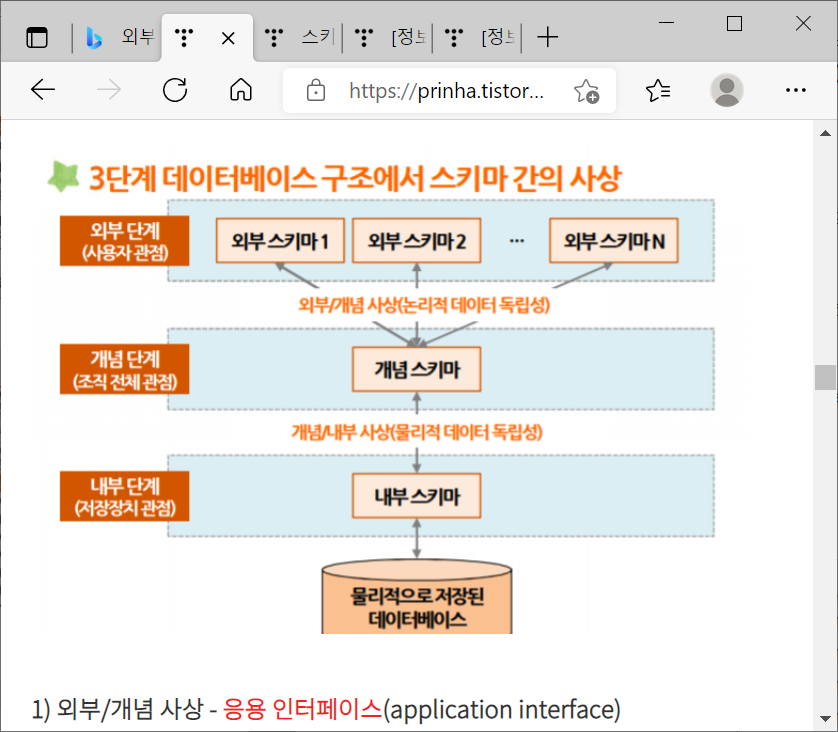 외부
스키
[정보
[정보
https://prinha.tistor...
3단계 데이터베이스 구조에서 스키마 간의 사상
외부 단계
(사용자 관점)
외부 스키마 1
외부 스키마 2
...
외부 스키마 N
외부/개념 사상(논리적 데이터 독립성)
개념 단계
(조직 전체 관점)
개념 스키마
개념/내부 사상(물리적 데이터 독립성)
내부 단계
(저장장치 관점)
내부 스키마
물리적으로 저장된
데이터베이스
1) 외부/개념 사상 - 응용 인터페이스(application interface)